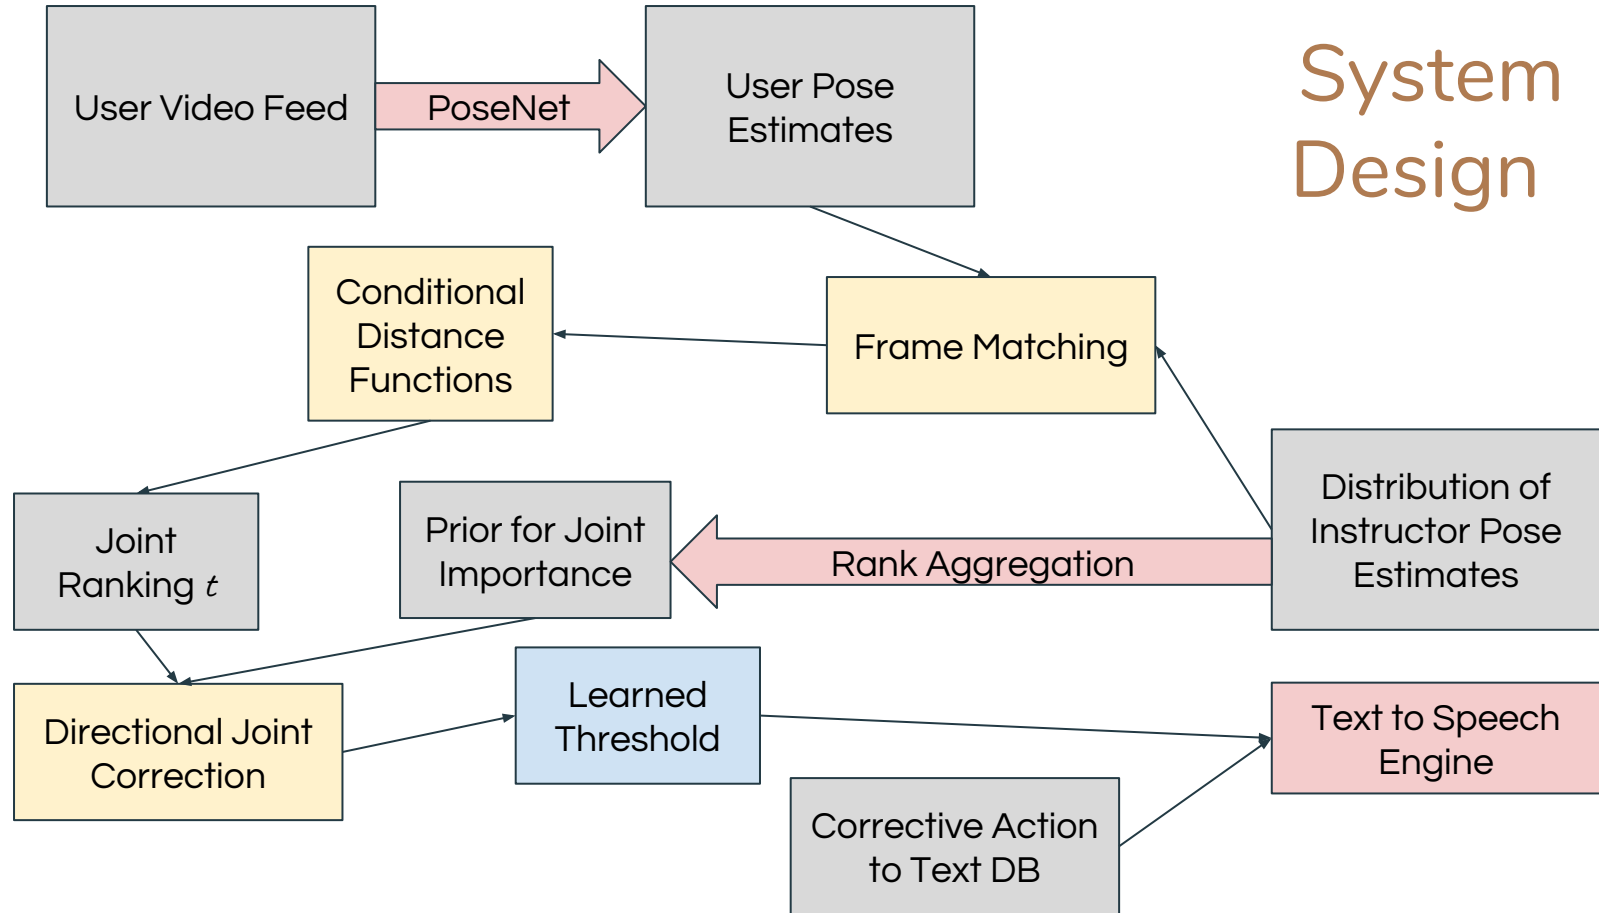 System
Design
User Video Feed
PoseNet
User Pose
Estimates
Conditional
Distance
Functions
Frame Matching
Distribution of
Instructor Pose
Estimates
Joint
Ranking t
Prior for Joint
Importance
Rank Aggregation
Directional Joint
Correction
Learned
Threshold
Text to Speech
Engine
Corrective Action
to Text DB